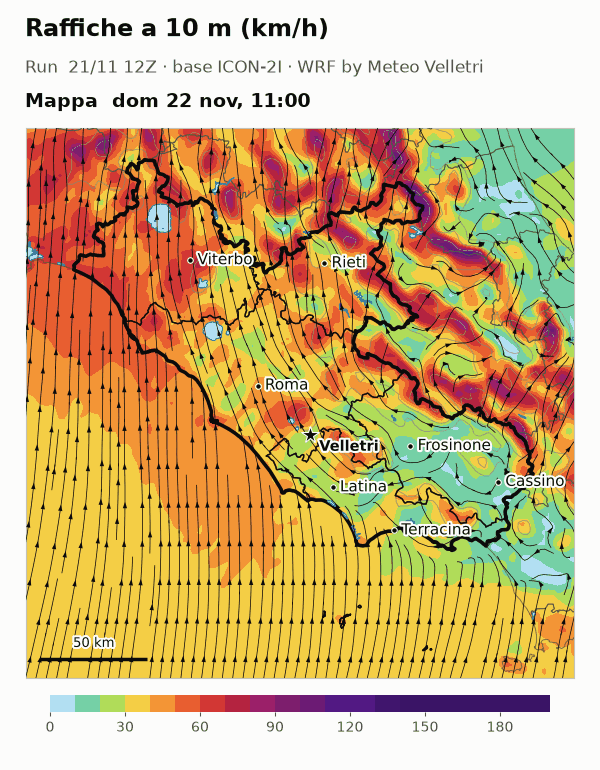 Raffiche a 10 m (km/h)
Run 21/11 12Z · base ICON-2I · WRF by Meteo Velletri
Mappa dom 22 nov, 11:00
Viterbo
Rieti
Roma
Velletri
Frosinone
Latina
Cassino
Terracina
50 km
0 30 60 90 120 150 180